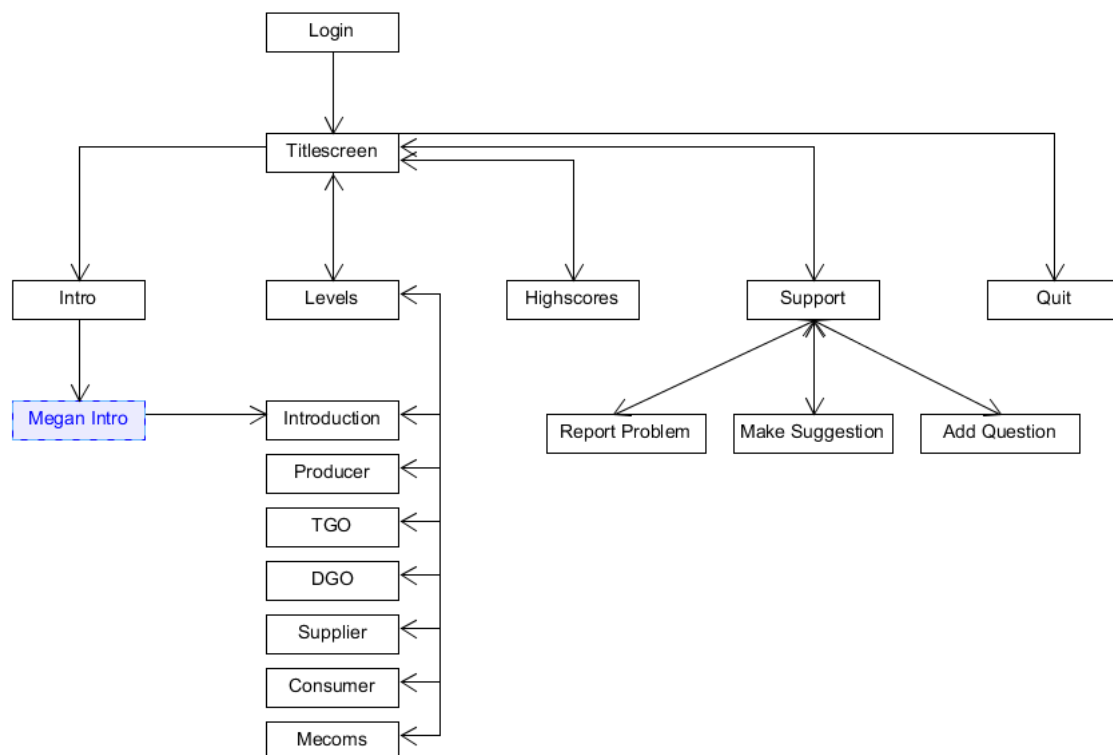 Login
Titlescreen
Intro
Levels
Highscores
Support
Quit
Megan Intro
Introduction
Report Problem
Make Suggestion
Add Question
Producer
TGO
DGO
Supplier
Consumer
Mecoms